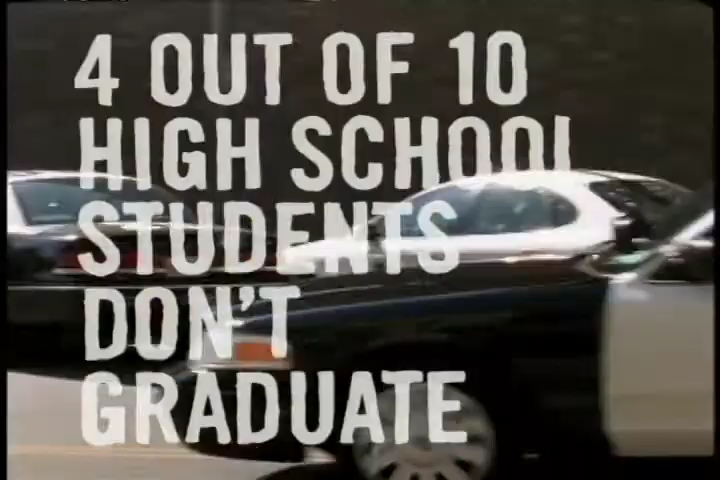 4 OUT OF 10
HIGH SCHOOL
STUDENTS
DON'T
GRADUATE